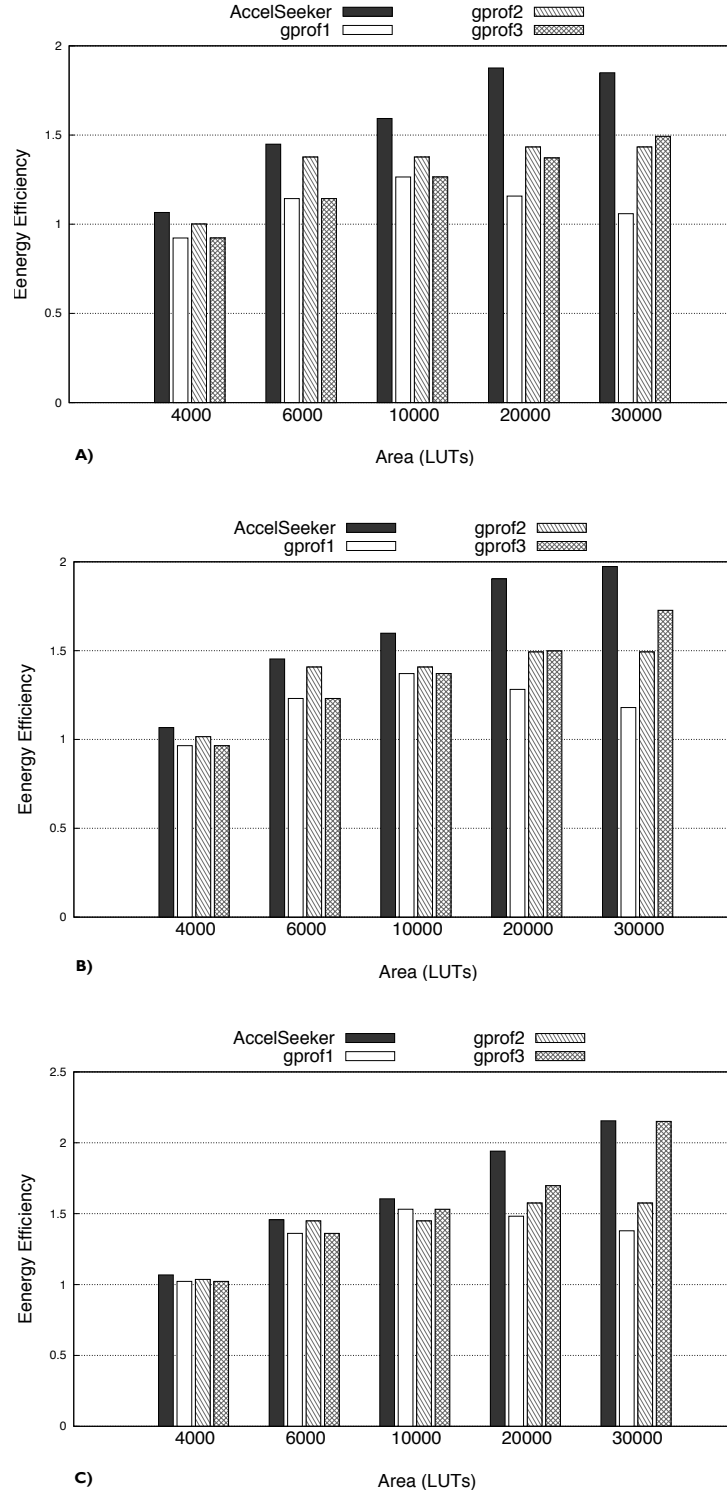 AccelSeeker gprof2
gprof1 gprof3
2
1.5
1
0.5
0
Eenergy Efficiency
4000 6000 10000 20000 30000
A) Area (LUTs)
AccelSeeker gprof2
gprof1 gprof3
2
1.5
1
0.5
0
Eenergy Efficiency
4000 6000 10000 20000 30000
B) Area (LUTs)
AccelSeeker gprof2
gprof1 gprof3
2.5
2
1.5
1
0.5
0
Eenergy Efficiency
4000 6000 10000 20000 30000
C) Area (LUTs)